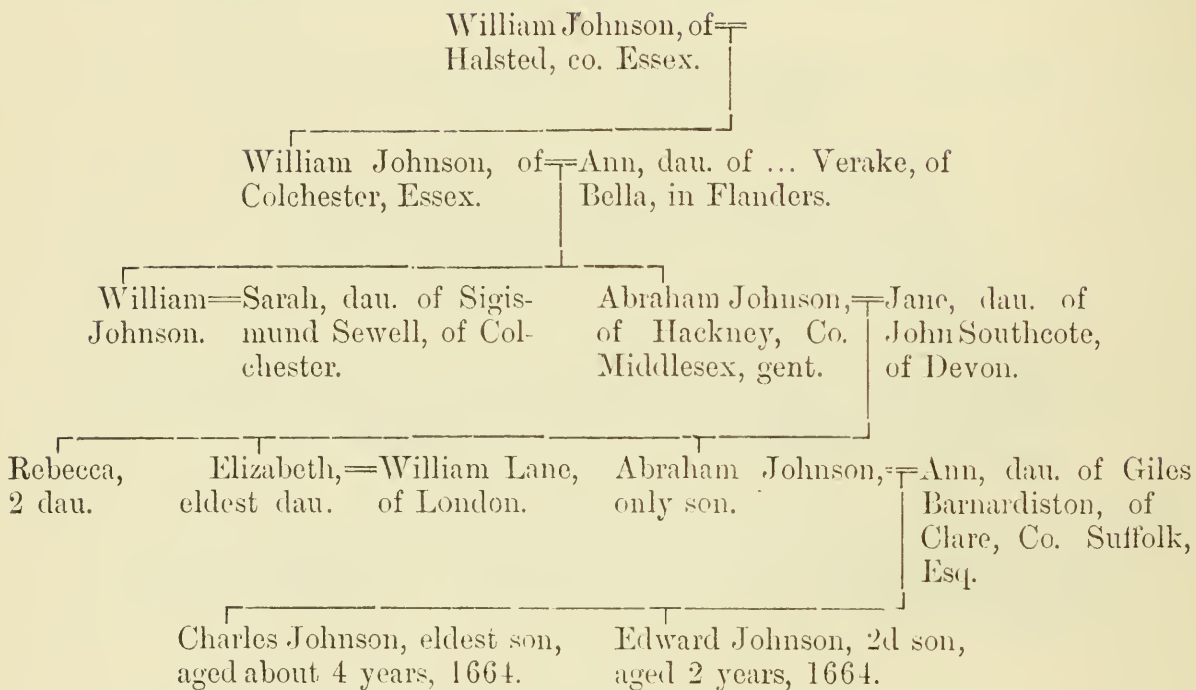 William Johnson, of
Halsted, co. Essex.
William Johnson, of
Colchester, Essex.
Ann, dau. of ... Verake, of
Bella, in Flanders.
William
Johnson.
Sarah, dau. of Sigis-
mund Sewell, of Col-
chester.
Abraham Johnson,
of Hackney, Co.
Middlesex, gent.
Jane, dau. of
John Southcote,
of Devon.
Rebecca,
2 dau.
Elizabeth,
eldest dau.
William Lane,
of London.
Abraham Johnson,
only son.
Ann, dau. of Giles
Barnardiston, of
Clare, Co. Suffolk,
Esq.
Charles Johnson, eldest son,
aged about 4 years, 1664.
Edward Johnson, 2d son,
aged 2 years, 1664.